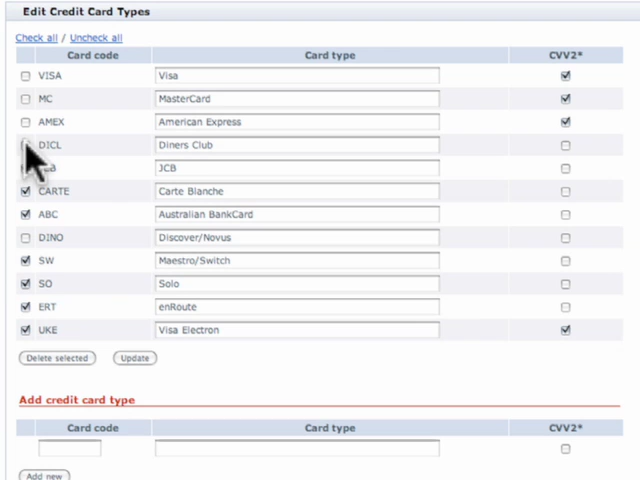 Edit Credit Card Types
Check all / Uncheck all
Card code Card type CVV2*
VISA Visa
MC MasterCard
AMEX American Express
DICL Diners Club
JCB
CARTE Carte Blanche
ABC Australian BankCard
DINO Discover/Novus
SW Maestro/Switch
SO Solo
ERT enRoute
UKE Visa Electron
Delete selected Update
Add credit card type
Card code Card type CVV2*
Add new